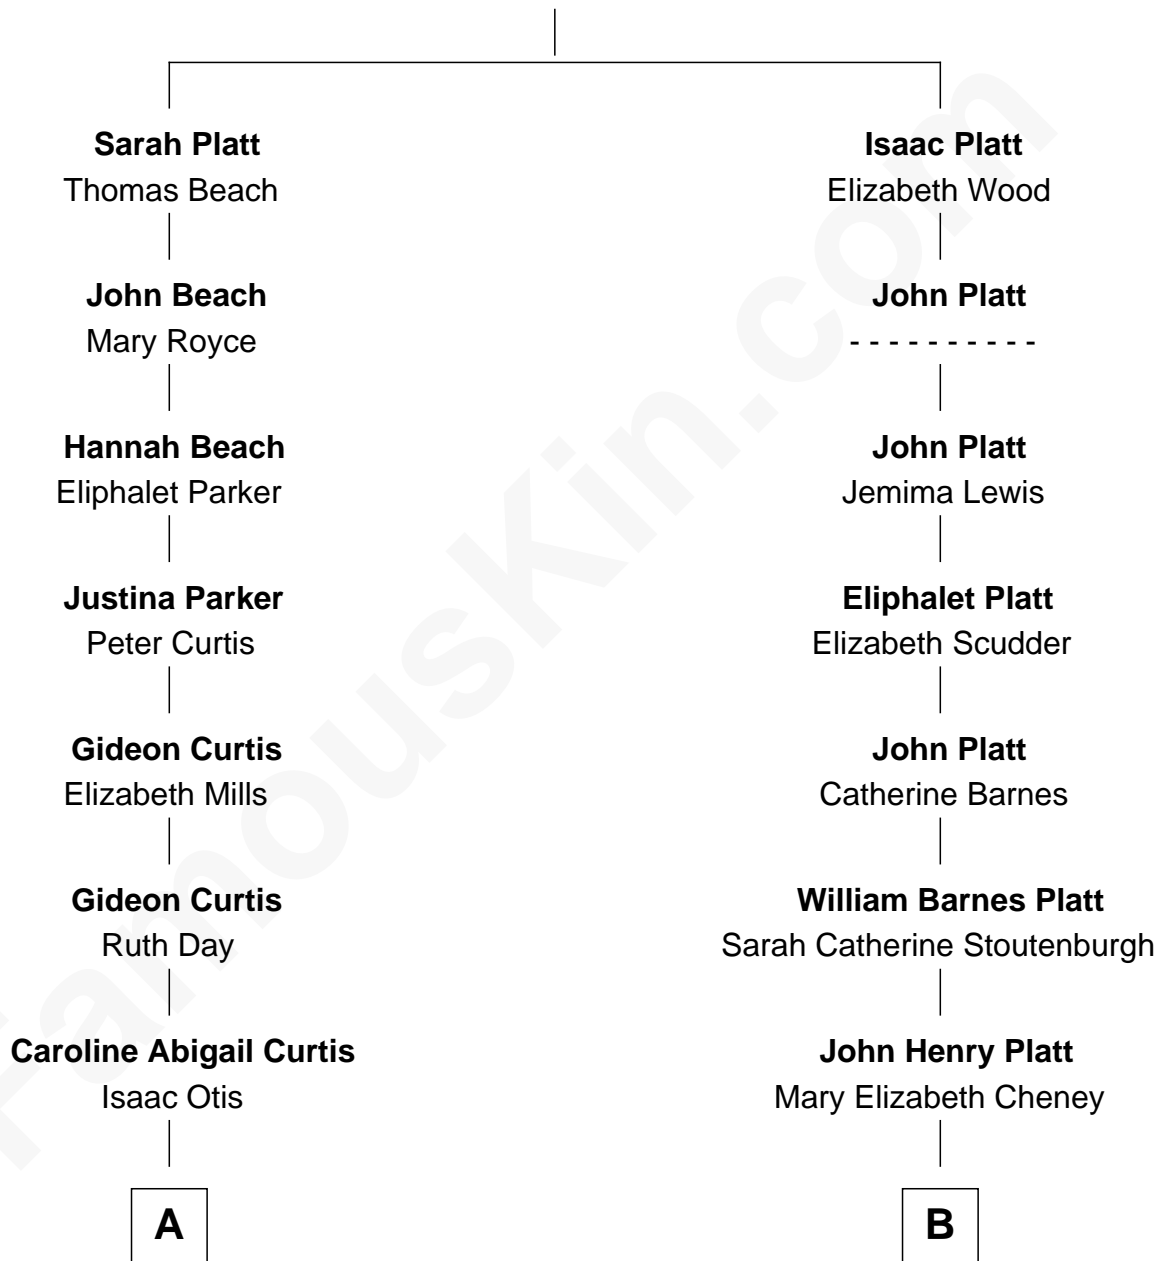 Sarah Platt
Thomas Beach
John Beach
Mary Royce
Hannah Beach
Eliphalet Parker
Justina Parker
Peter Curtis
Gideon Curtis
Elizabeth Mills
Gideon Curtis
Ruth Day
Caroline Abigail Curtis
Isaac Otis
A
Isaac Platt
Elizabeth Wood
John Platt
- - - - - - - - - -
John Platt
Jemima Lewis
Eliphalet Platt
Elizabeth Scudder
John Platt
Catherine Barnes
William Barnes Platt
Sarah Catherine Stoutenburgh
John Henry Platt
Mary Elizabeth Cheney
B
FamousKin.com